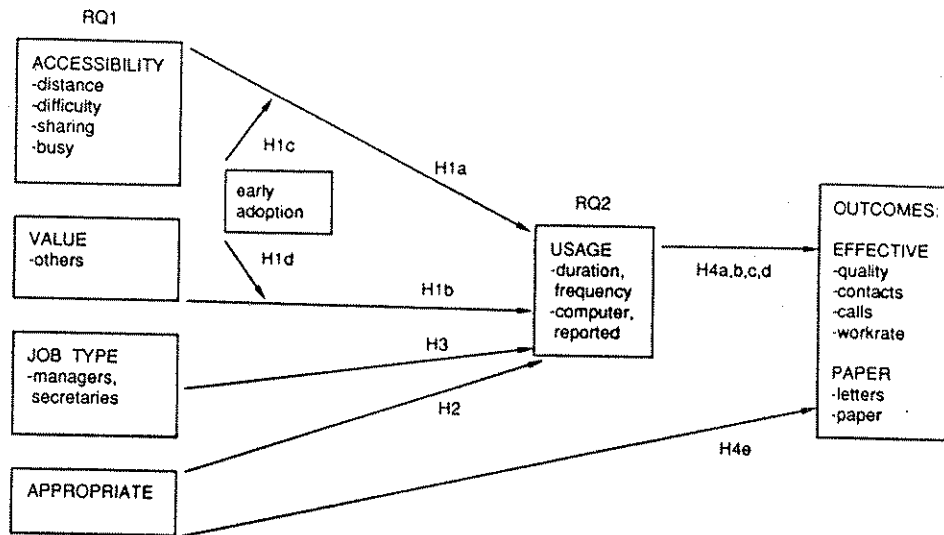 RQ1
ACCESSIBILITY
-distance
-difficulty
-sharing
-busy
H1c
H1a
early
adoption
RQ2
H1d
VALUE
-others
H1b
USAGE
-duration,
frequency
-computer,
reported
H4a,b,c,d
OUTCOMES:
EFFECTIVE
-quality
-contacts
-calls
-workrate
PAPER
-letters
-paper
JOB TYPE
-managers,
secretaries
H3
H2
APPROPRIATE
H4e